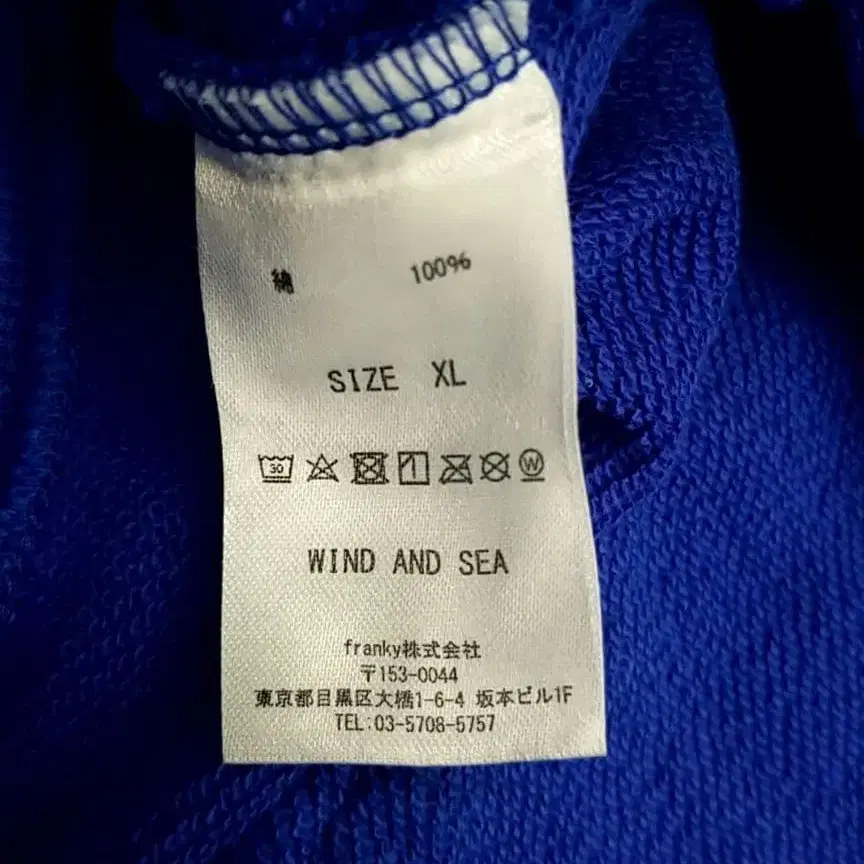 綿 100%
SIZE XL
30 W
WIND AND SEA
franky株式会社
〒153-0044
東京都目黒区大橋1-6-4 坂本ビル1F
TEL:03-5708-5757